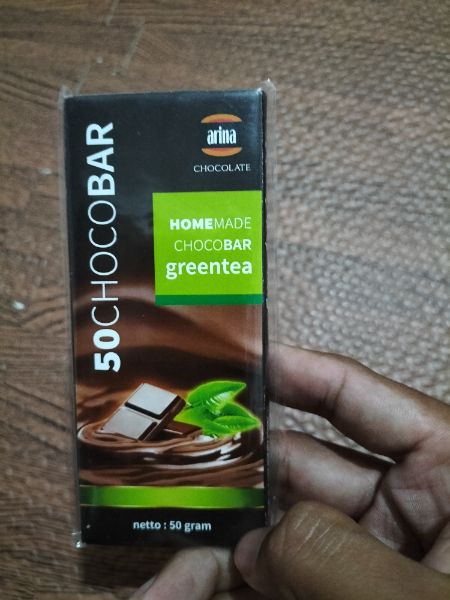 arina
CHOCOLATE
50CHOCOBAR
HOMEMADE
CHOCOBAR
greentea
netto : 50 gram